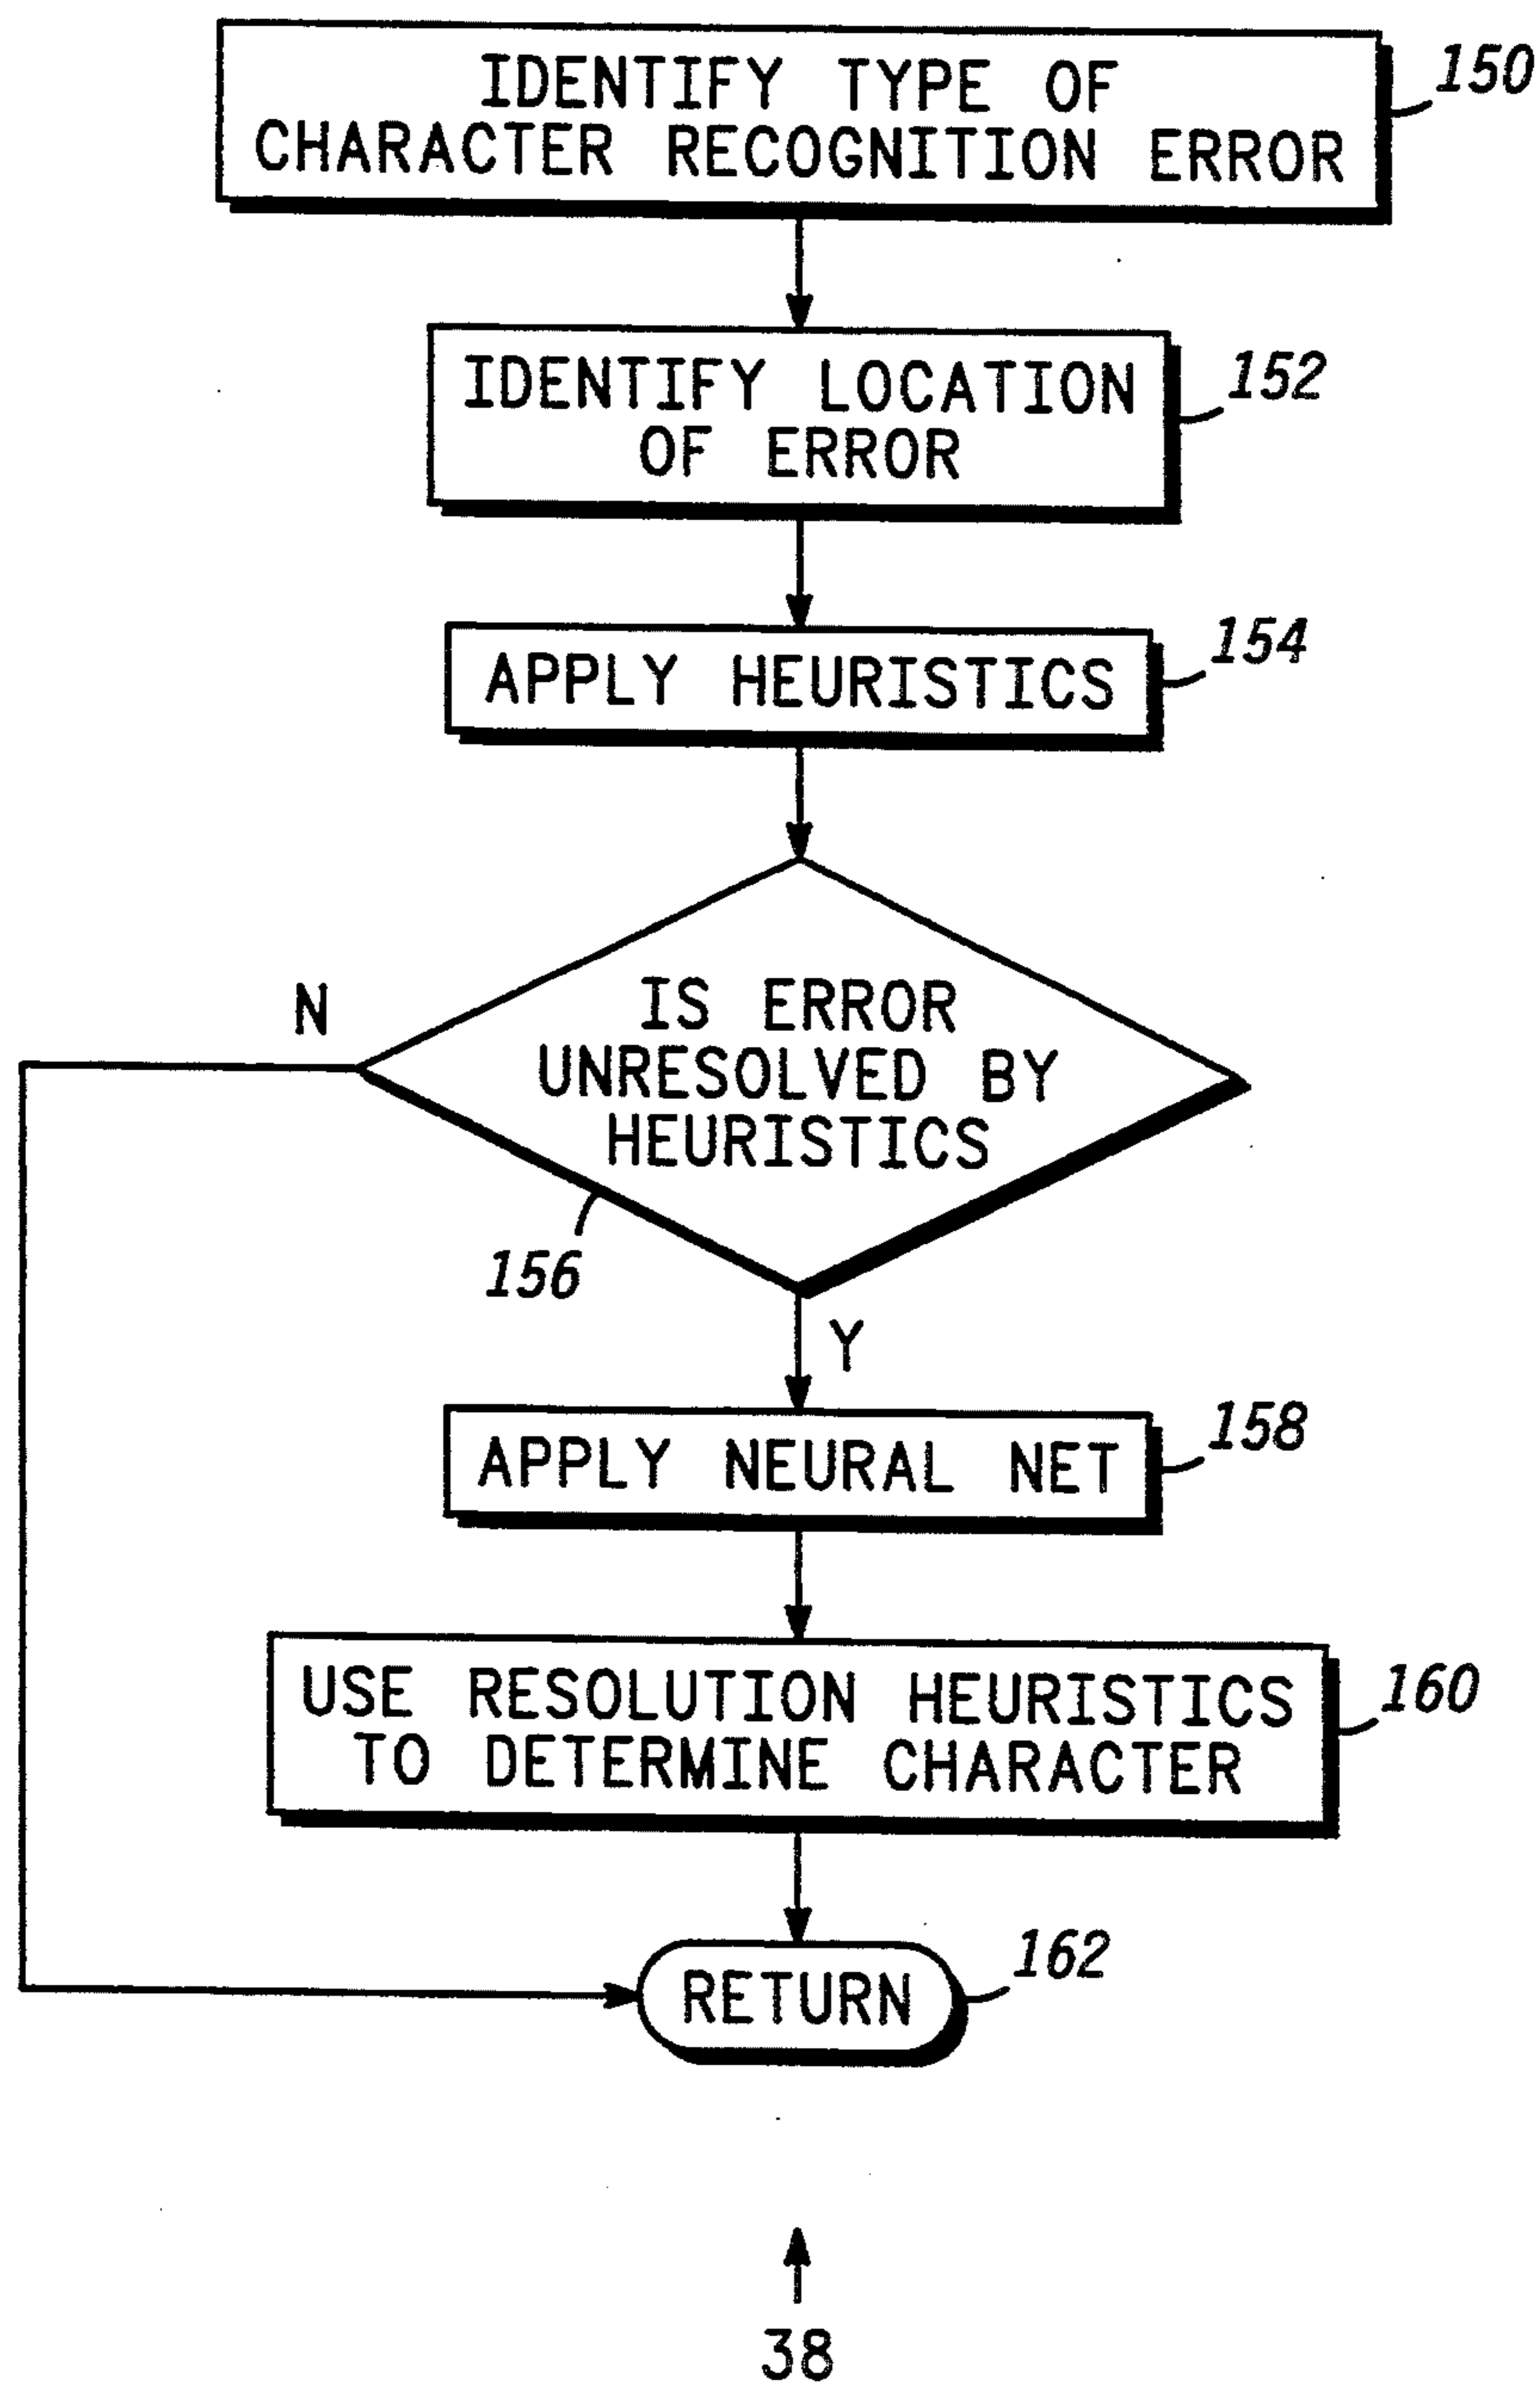 IDENTIFY TYPE OF
CHARACTER RECOGNITION ERROR
150
IDENTIFY LOCATION
OF ERROR
152
APPLY HEURISTICS
154
N
IS ERROR
UNRESOLVED BY
HEURISTICS
156
Y
APPLY NEURAL NET
158
USE RESOLUTION HEURISTICS
TO DETERMINE CHARACTER
160
RETURN
162
38